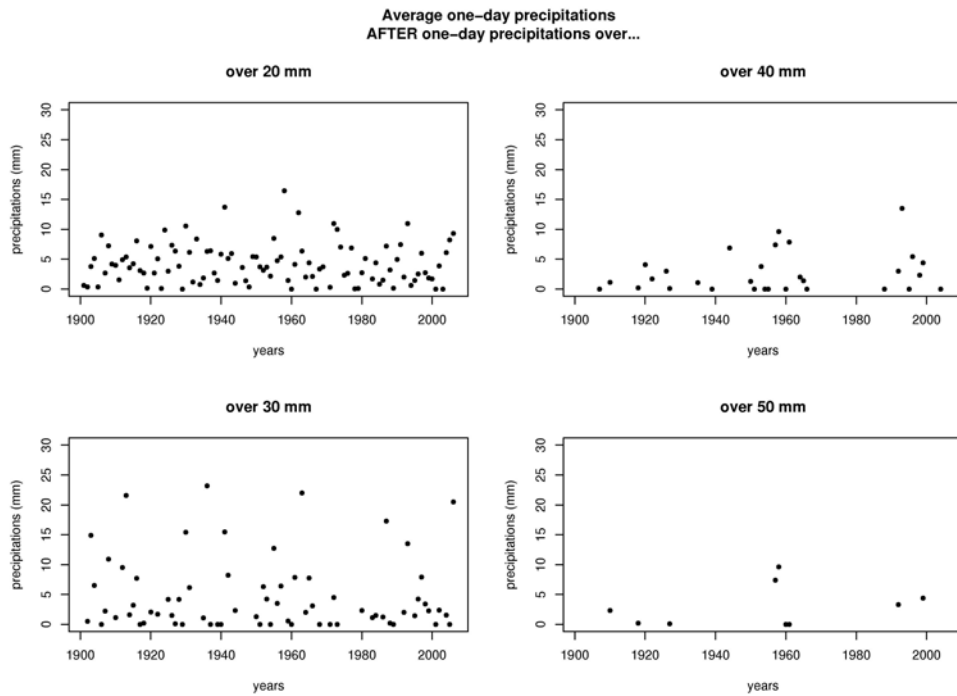 Average one−day precipitations
AFTER one−day precipitations over...
over 20 mm
precipitations (mm)
30
25
20
15
10
5
0
1900 1920 1940 1960 1980 2000
years
over 40 mm
precipitations (mm)
30
25
20
15
10
5
0
1900 1920 1940 1960 1980 2000
years
over 30 mm
precipitations (mm)
30
25
20
15
10
5
0
1900 1920 1940 1960 1980 2000
years
over 50 mm
precipitations (mm)
30
25
20
15
10
5
0
1900 1920 1940 1960 1980 2000
years